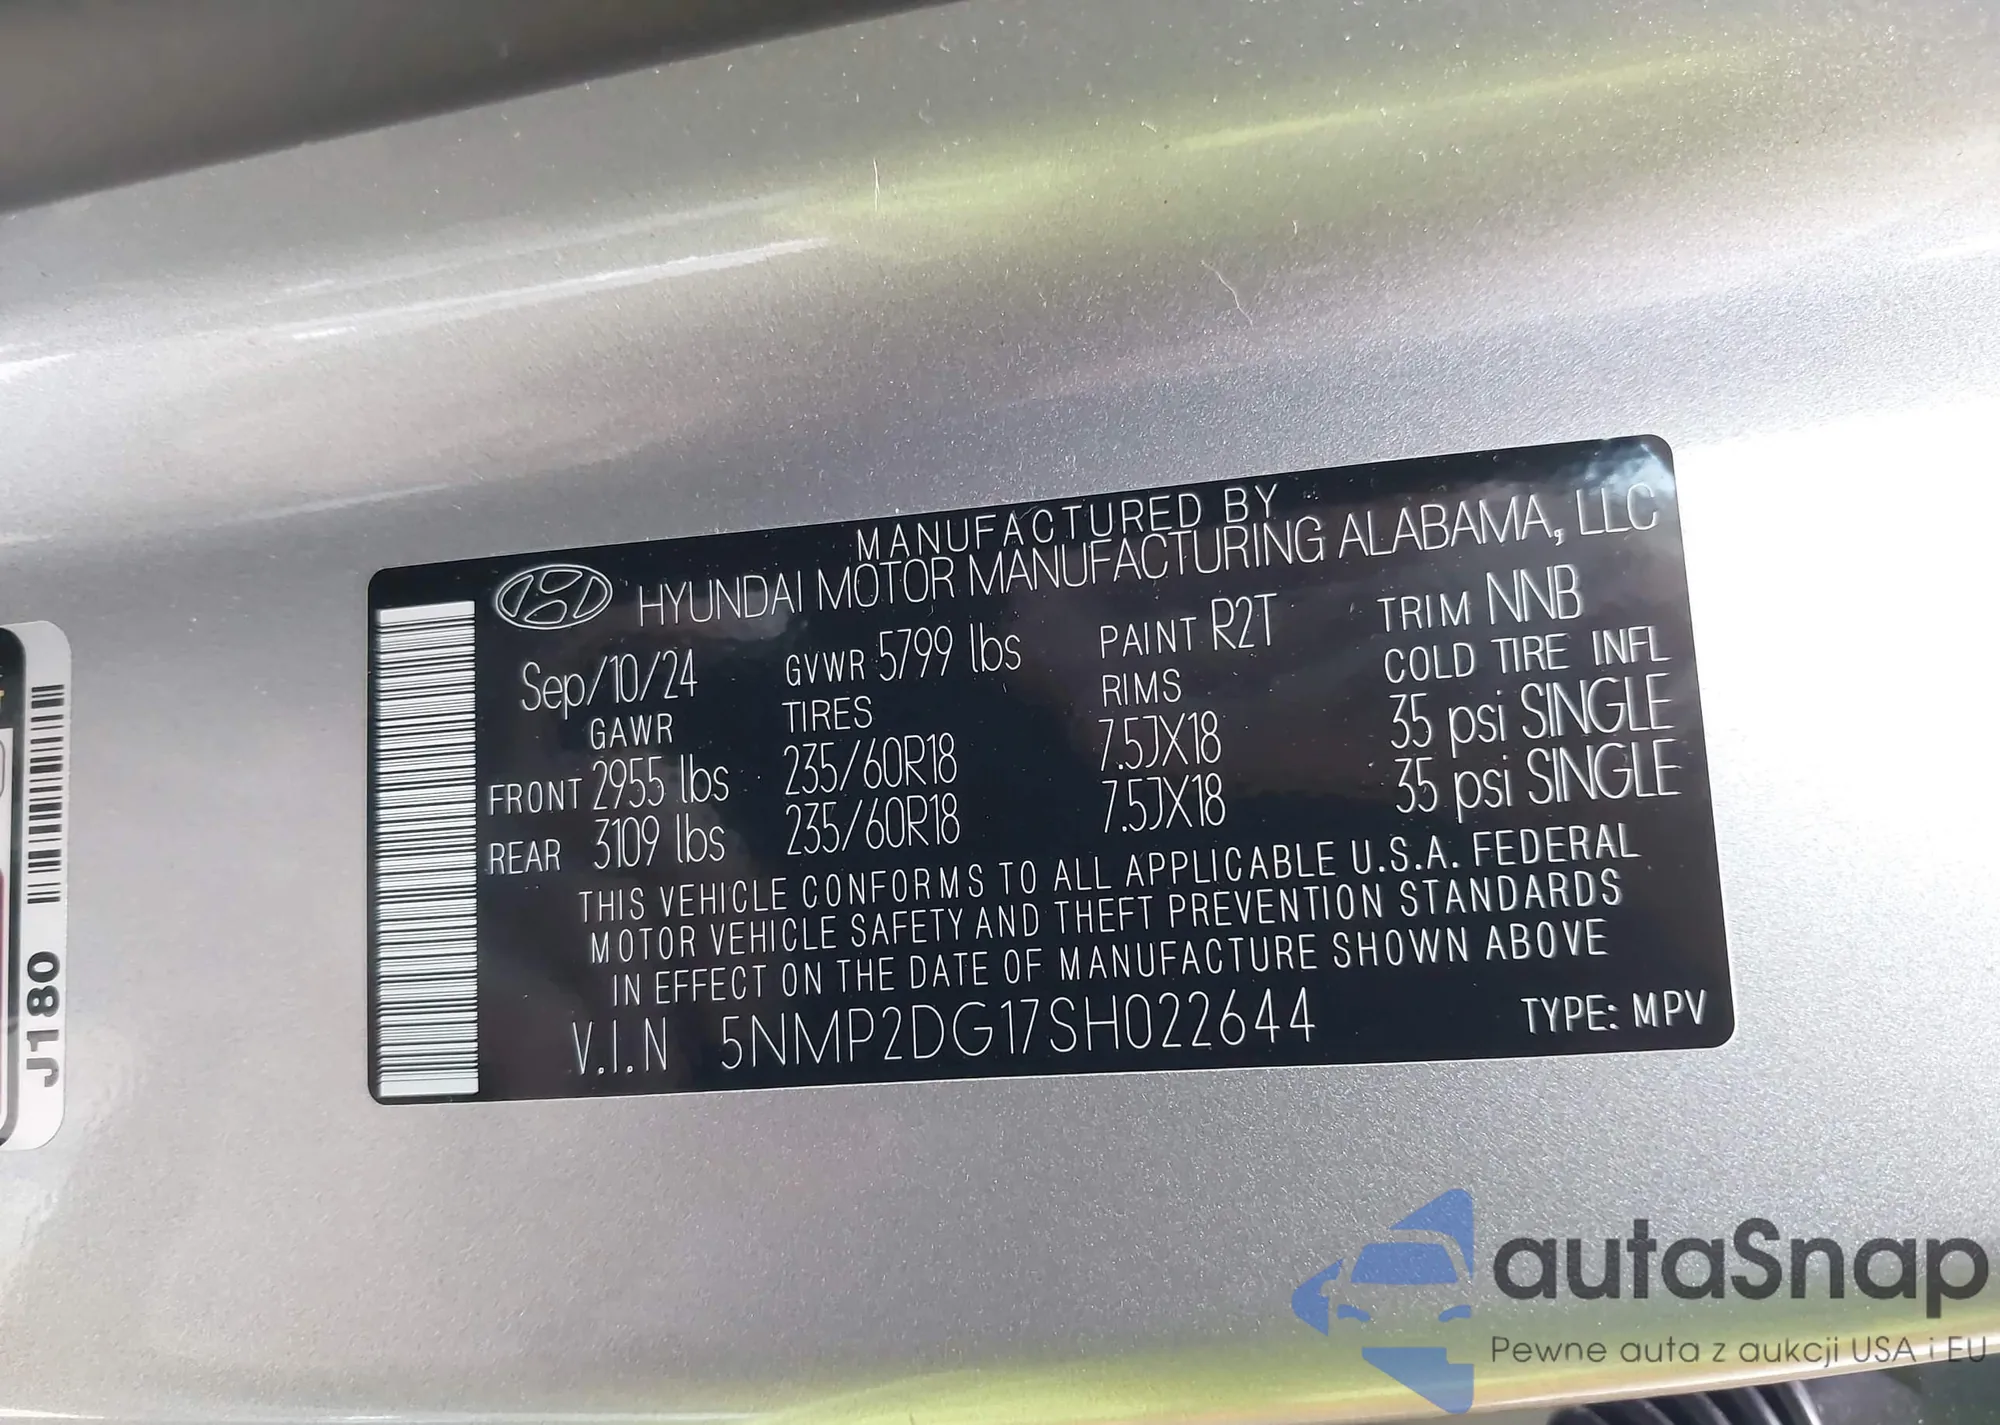 MANUFACTURED BY
HYUNDAI MOTOR MANUFACTURING ALABAMA, LLC
Sep/10/24 GVWR 5799 lbs PAINT R2T TRIM NNB
GAWR TIRES RIMS COLD TIRE INFL
FRONT 2955 lbs 235/60R18 7.5JX18 35 psi SINGLE
REAR 3109 lbs 235/60R18 7.5JX18 35 psi SINGLE
THIS VEHICLE CONFORMS TO ALL APPLICABLE U.S.A. FEDERAL
MOTOR VEHICLE SAFETY AND THEFT PREVENTION STANDARDS
IN EFFECT ON THE DATE OF MANUFACTURE SHOWN ABOVE
V.I.N 5NMP2DG17SH022644 TYPE: MPV
J180
autaSnap
Pewne auta z aukcji USA i EU